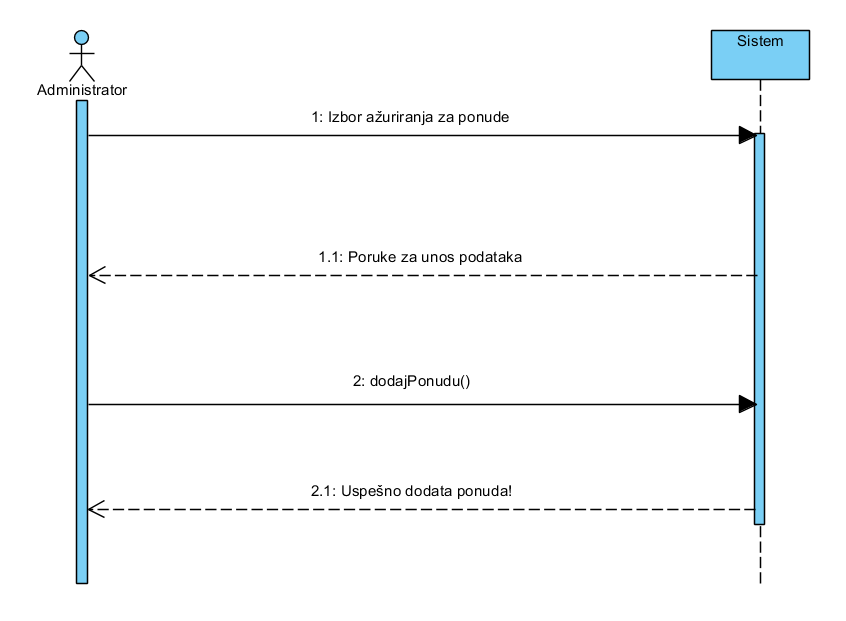 Administrator
Sistem
1: Izbor ažuriranja za ponude
1.1: Poruke za unos podataka
2: dodajPonudu()
2.1: Uspešno dodata ponuda!